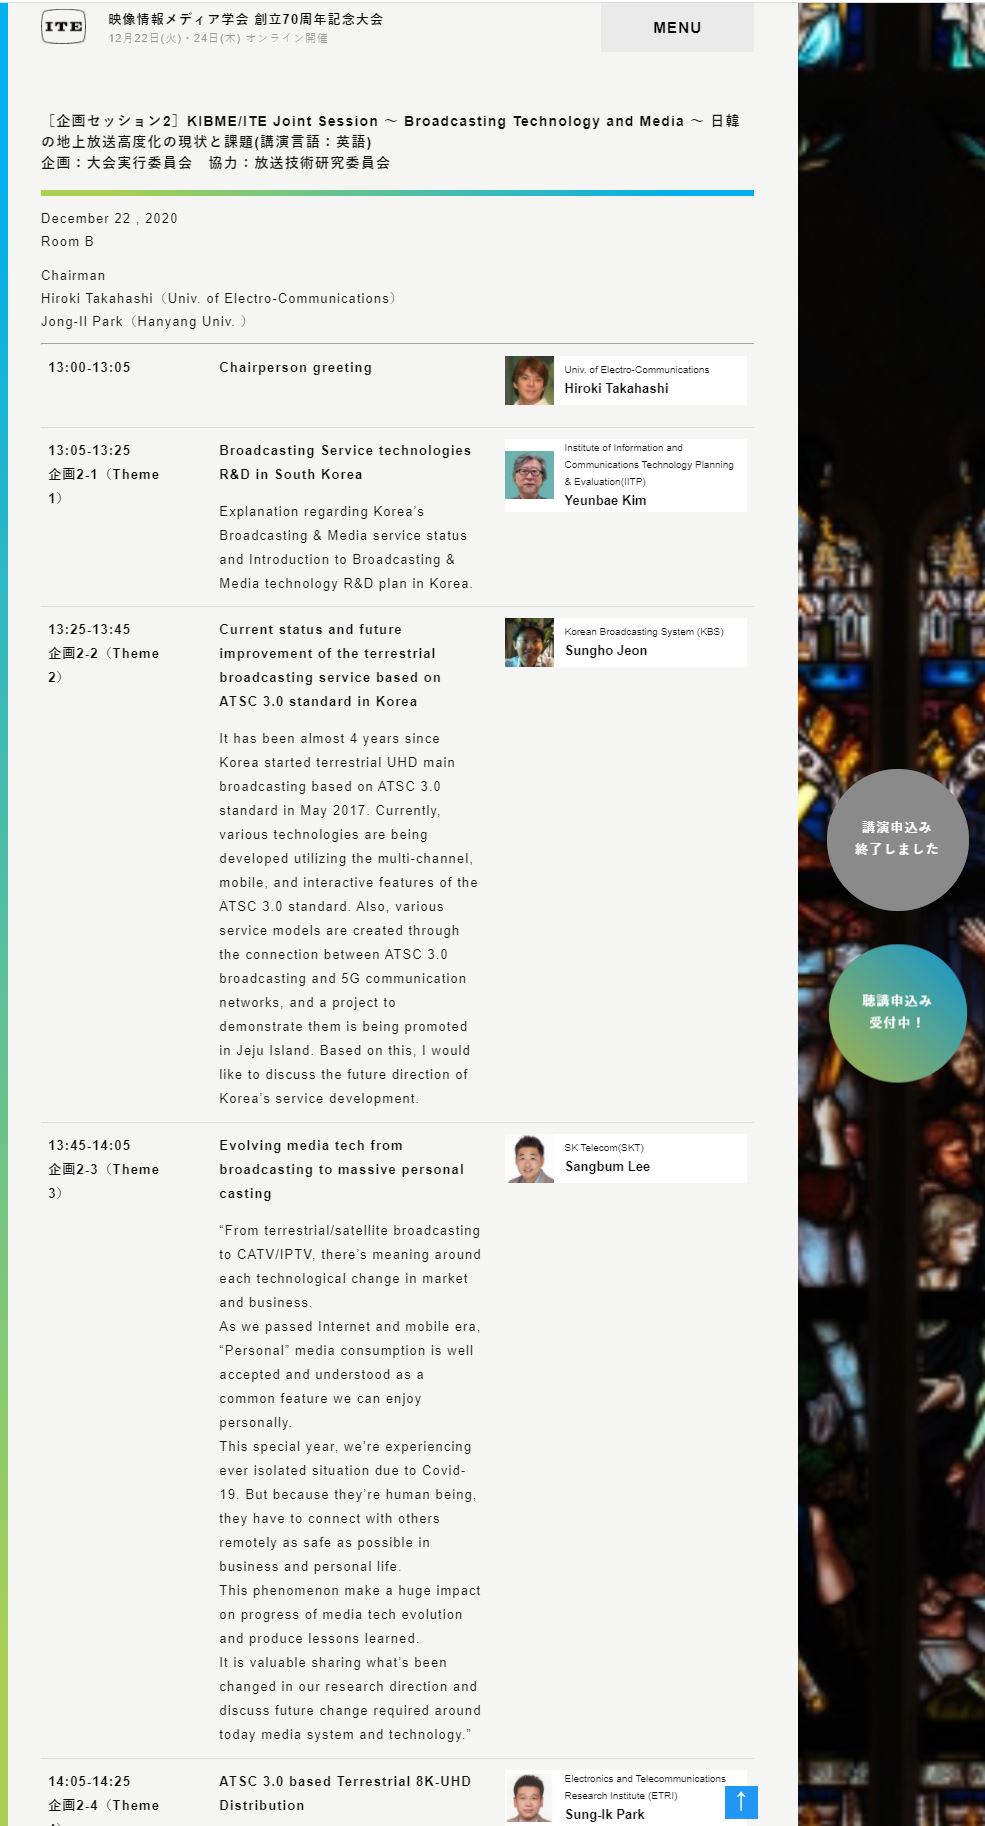 ITE
映像情報メディア学会 創立70周年記念大会
12月22日(火)・24日(木) オンライン開催
MENU
［企画セッション2］KIBME/ITE Joint Session ～ Broadcasting Technology and Media ～ 日韓
の地上放送高度化の現状と課題(講演言語：英語)
企画：大会実行委員会　協力：放送技術研究委員会
December 22 , 2020
Room B
Chairman
Hiroki Takahashi（Univ. of Electro-Communications）
Jong-Il Park（Hanyang Univ. ）
13:00-13:05
Chairperson greeting
Univ. of Electro-Communications
Hiroki Takahashi
13:05-13:25
企画2-1（Theme
1）
Broadcasting Service technologies
R&D in South Korea
Explanation regarding Korea’s
Broadcasting & Media service status
and Introduction to Broadcasting &
Media technology R&D plan in Korea.
Institute of Information and
Communications Technology Planning
& Evaluation(IITP)
Yeunbae Kim
13:25-13:45
企画2-2（Theme
2）
Current status and future
improvement of the terrestrial
broadcasting service based on
ATSC 3.0 standard in Korea
It has been almost 4 years since
Korea started terrestrial UHD main
broadcasting based on ATSC 3.0
standard in May 2017. Currently,
various technologies are being
developed utilizing the multi-channel,
mobile, and interactive features of the
ATSC 3.0 standard. Also, various
service models are created through
the connection between ATSC 3.0
broadcasting and 5G communication
networks, and a project to
demonstrate them is being promoted
in Jeju Island. Based on this, I would
like to discuss the future direction of
Korea’s service development.
Korean Broadcasting System (KBS)
Sungho Jeon
講演申込み
終了しました
聴講申込み
受付中！
13:45-14:05
企画2-3（Theme
3）
Evolving media tech from
broadcasting to massive personal
casting
“From terrestrial/satellite broadcasting
to CATV/IPTV, there’s meaning around
each technological change in market
and business.
As we passed Internet and mobile era,
“Personal” media consumption is well
accepted and understood as a
common feature we can enjoy
personally.
This special year, we’re experiencing
ever isolated situation due to Covid-
19. But because they’re human being,
they have to connect with others
remotely as safe as possible in
business and personal life.
This phenomenon make a huge impact
on progress of media tech evolution
and produce lessons learned.
It is valuable sharing what’s been
changed in our research direction and
discuss future change required around
today media system and technology.”
SK Telecom(SKT)
Sangbum Lee
14:05-14:25
企画2-4（Theme
ATSC 3.0 based Terrestrial 8K-UHD
Distribution
Electronics and Telecommunications
Research Institute (ETRI)
Sung-Ik Park
↑